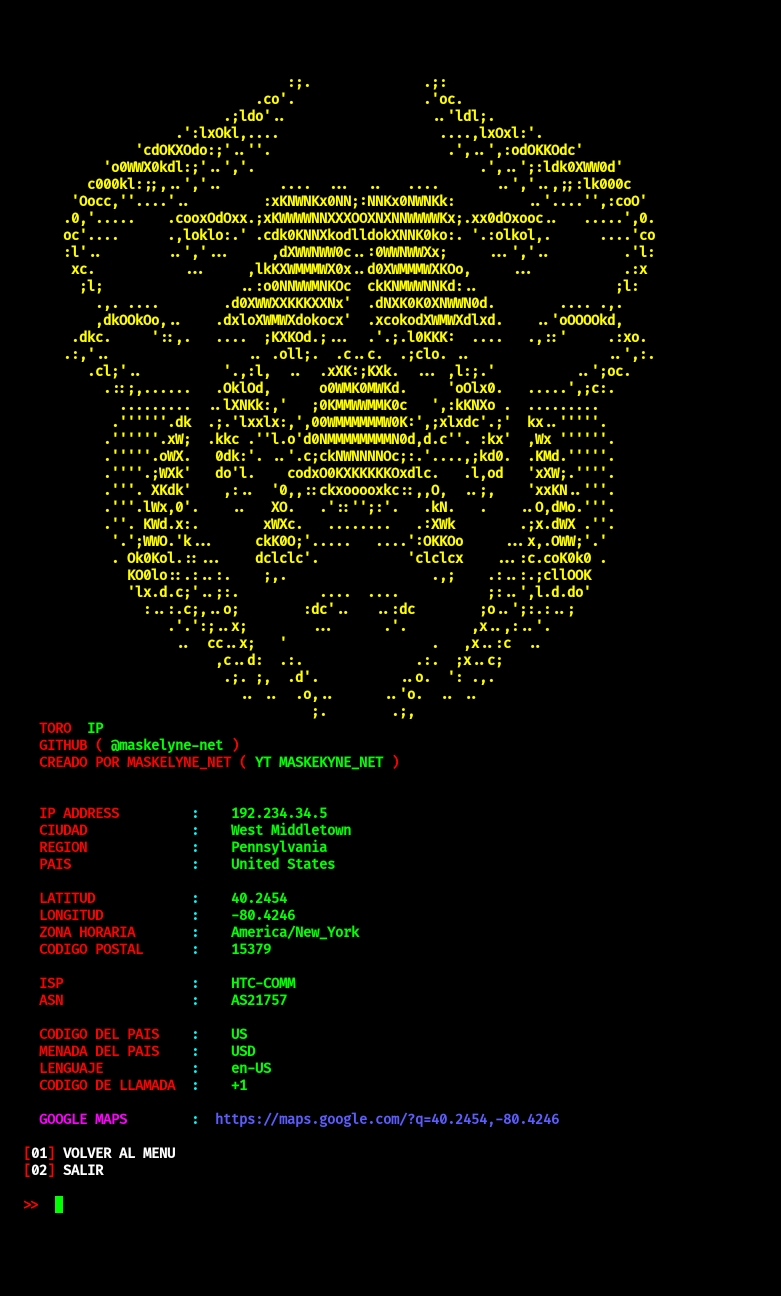 TORO IP
GITHUB ( @maskelyne-net )
CREADO POR MASKELYNE_NET ( YT MASKEKYNE_NET )
IP ADDRESS : 192.234.34.5
CIUDAD : West Middletown
REGION : Pennsylvania
PAIS : United States
LATITUD : 40.2454
LONGITUD : -80.4246
ZONA HORARIA : America/New_York
CODIGO POSTAL : 15379
ISP : HTC-COMM
ASN : AS21757
CODIGO DEL PAIS : US
MENADA DEL PAIS : USD
LENGUAJE : en-US
CODIGO DE LLAMADA : +1
GOOGLE MAPS : https://maps.google.com/?q=40.2454,-80.4246
[01] VOLVER AL MENU
[02] SALIR
>>